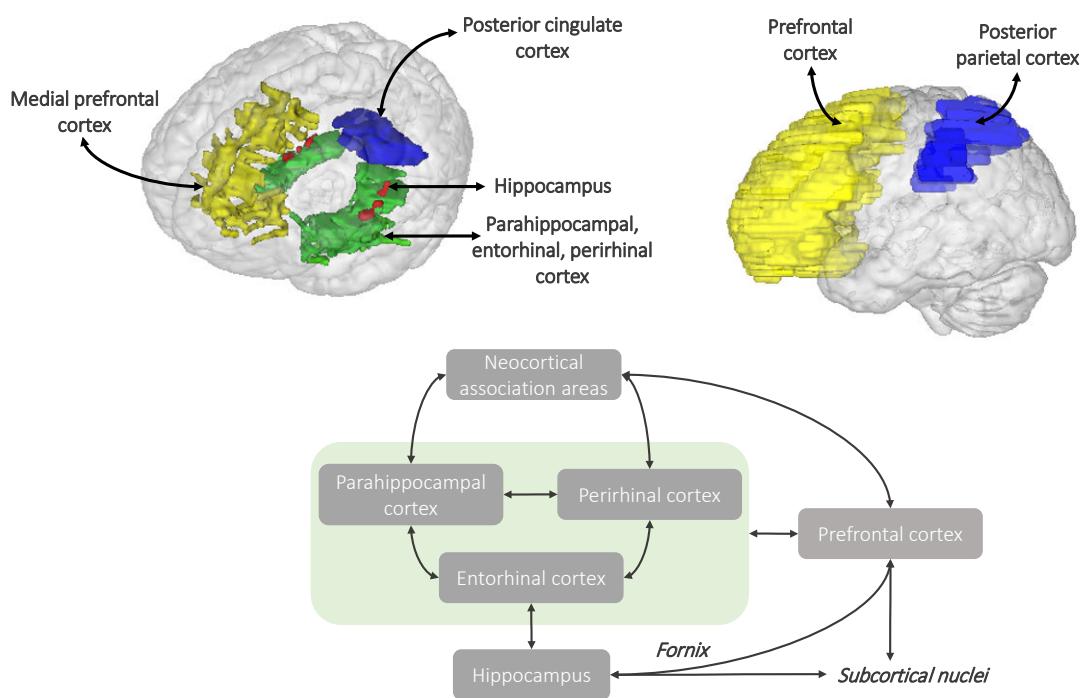 Posterior cingulate
cortex
Medial prefrontal
cortex
Hippocampus
Parahippocampal,
entorhinal, perirhinal
cortex
Prefrontal
cortex
Posterior
parietal cortex
Neocortical
association areas
Parahippocampal
cortex
Perirhinal cortex
Prefrontal cortex
Entorhinal cortex
Fornix
Hippocampus
Subcortical nuclei